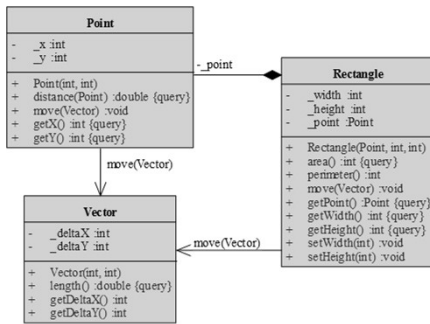 Point
- _x :int
- _y :int
+ Point(int, int)
+ distance(Point) :double {query}
+ move(Vector) :void
+ getX() :int {query}
+ getY() :int {query}
-_point
Rectangle
- _width :int
- _height :int
- _point :Point
+ Rectangle(Point, int, int)
+ area() :int {query}
+ perimeter() :int
+ move(Vector) :void
+ getPoint() :Point {query}
+ getWidth() :int {query}
+ getHeight() :int {query}
+ setWidth(int) :void
+ setHeight(int) :void
move(Vector)
Vector
- _deltaX :int
- _deltaY :int
+ Vector(int, int)
+ length() :double {query}
+ getDeltaX() :int
+ getDeltaY() :int
move(Vector)